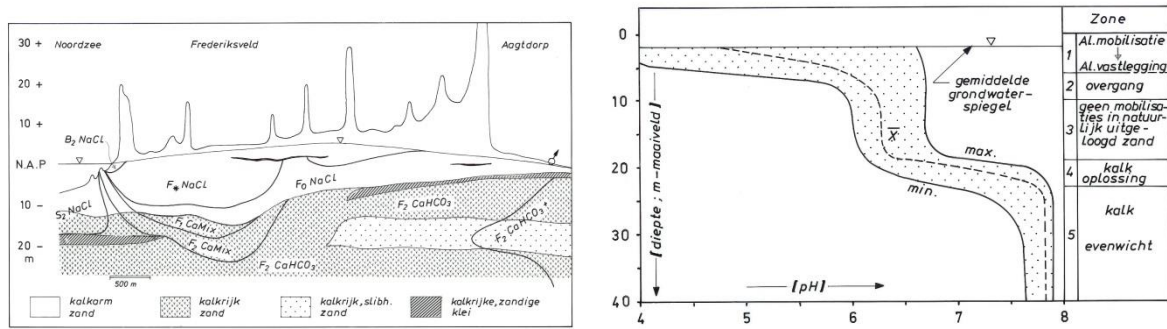 30 +
Noordzee
Frederiksveld
Aagtdorp
20 +
10 +
B₂ NaCl
N.A.P
F* NaCl
F₀ NaCl
10 −
S₂ NaCl
F₁ CaMix
F₂ CaMix
F₂ CaHCO₃
F₂ CaHCO₃*
F₂ CaHCO₃
20 −
m
500 m
kalkarm zand
kalkrijk zand
kalkrijk, slibh. zand
kalkrijke, zandige klei
0
10
20
30
40
[diepte ; m-maaiveld]
gemiddelde
grondwater-
spiegel
x̄
max.
min.
[pH]
4
5
6
7
8
Zone
1
Al. mobilisatie
Al. vastlegging
2
overgang
3
geen mobilisa-
ties in natuur-
lijk uitge-
loogd zand
4
kalk
oplossing
5
kalk
evenwicht